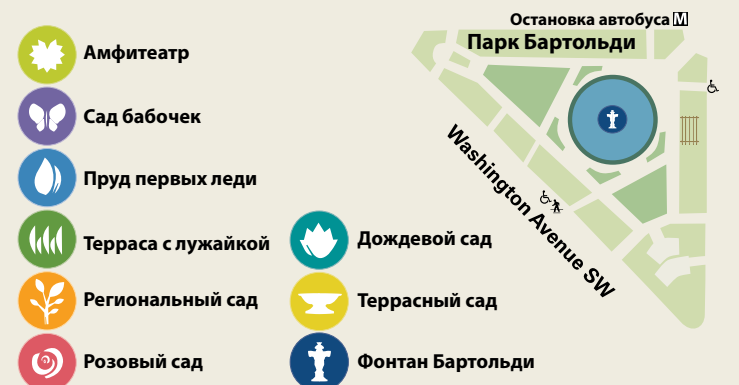 Остановка автобуса M
Парк Бартольди
Washington Avenue SW
Амфитеатр
Сад бабочек
Пруд первых леди
Терраса с лужайкой
Региональный сад
Розовый сад
Дождевой сад
Террасный сад
Фонтан Бартольди